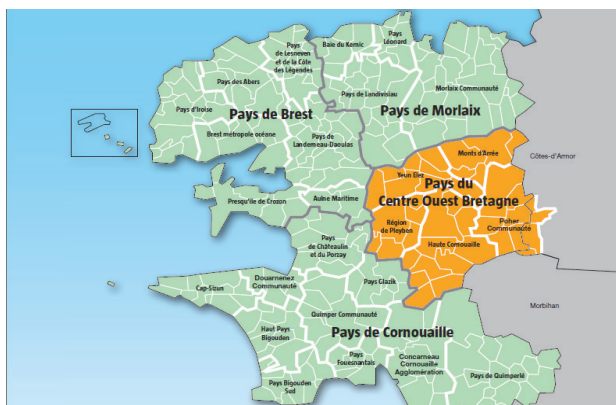 Pays
de Lesneven
et de la Côte
des Légendes
Baie du Kernic
Pays
Léonard
Pays des Abers
Pays de Landivisiau
Morlaix Communauté
Pays d'Iroise
Pays de Brest
Pays de Morlaix
Brest métropole océane
Pays de
Landerneau-Daoulas
Monts d'Arrée
Côtes-d'Armor
Yeun Elez
Pays du
Centre Ouest Bretagne
Presqu'île de Crozon
Aulne Maritime
Région
de Pleyben
Poher
Communauté
Haute Cornouaille
Pays
de Châteaulin
et du Porzay
Pays Glazik
Douarnenez
Communauté
Cap-Sizun
Morbihan
Quimper Communauté
Haut Pays
Bigouden
Pays de Cornouaille
Pays
Fouesnantais
Concarneau
Cornouaille
Agglomération
Pays de Quimperlé
Pays Bigouden
Sud